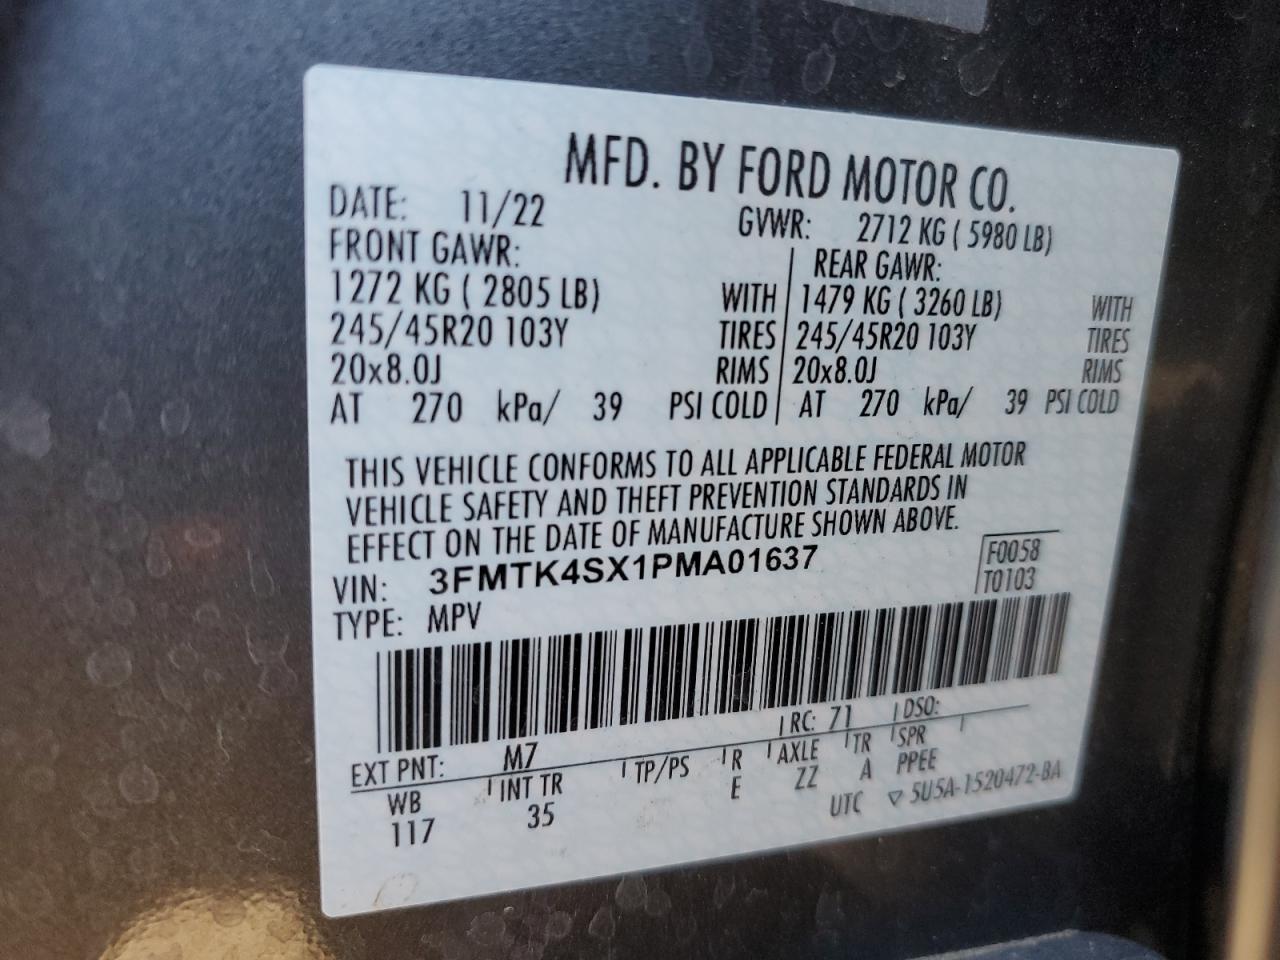 MFD. BY FORD MOTOR CO.
DATE: 11/22 GVWR: 2712 KG ( 5980 LB)
FRONT GAWR: REAR GAWR:
1272 KG ( 2805 LB) WITH 1479 KG ( 3260 LB) WITH
245/45R20 103Y TIRES 245/45R20 103Y TIRES
20x8.0J RIMS 20x8.0J RIMS
AT 270 kPa/ 39 PSI COLD AT 270 kPa/ 39 PSI COLD
THIS VEHICLE CONFORMS TO ALL APPLICABLE FEDERAL MOTOR
VEHICLE SAFETY AND THEFT PREVENTION STANDARDS IN
EFFECT ON THE DATE OF MANUFACTURE SHOWN ABOVE.
VIN: 3FMTK4SX1PMA01637 F0058
TYPE: MPV T0103
EXT PNT: M7 RC: 71 DSO:
WB INT TR TP/PS R AXLE TR SPR
117 35 E ZZ A PPEE
UTC ▽ 5U5A-1520472-BA